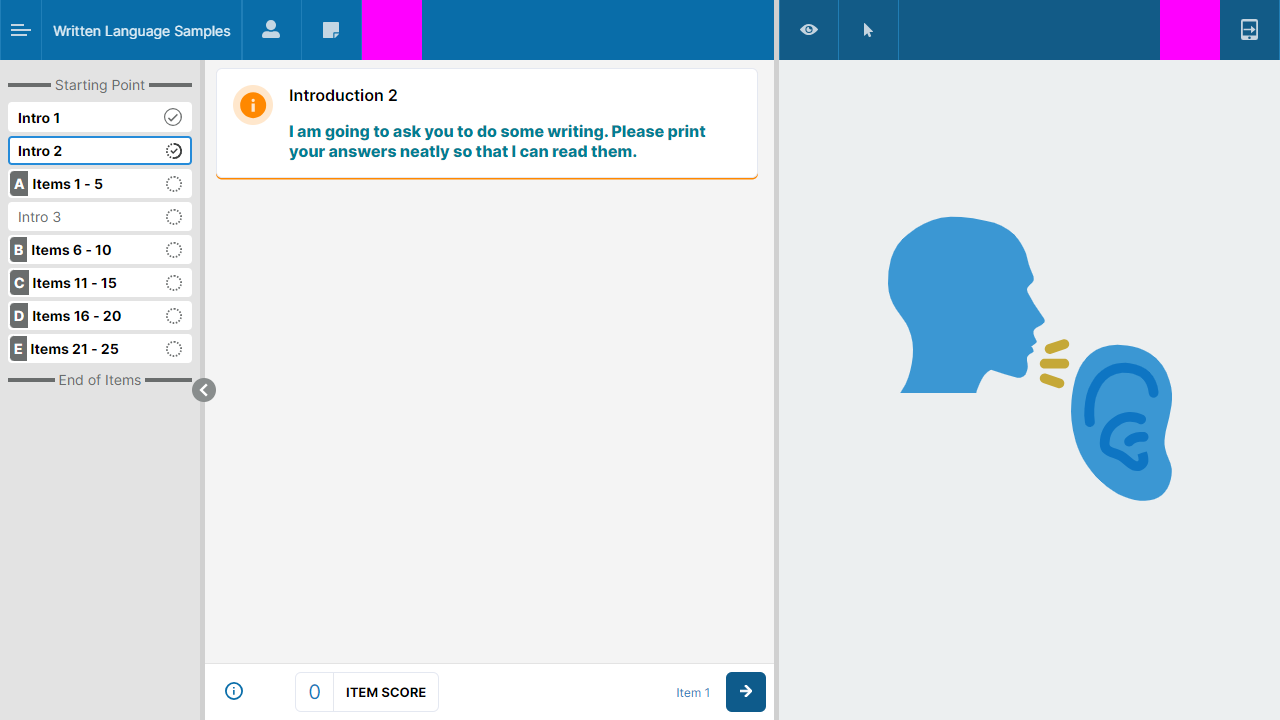 Written Language Samples
Starting Point
Intro 1
Intro 2
A Items 1 - 5
Intro 3
B Items 6 - 10
C Items 11 - 15
D Items 16 - 20
E Items 21 - 25
End of Items
Introduction 2
I am going to ask you to do some writing. Please print
your answers neatly so that I can read them.
0 ITEM SCORE
Item 1